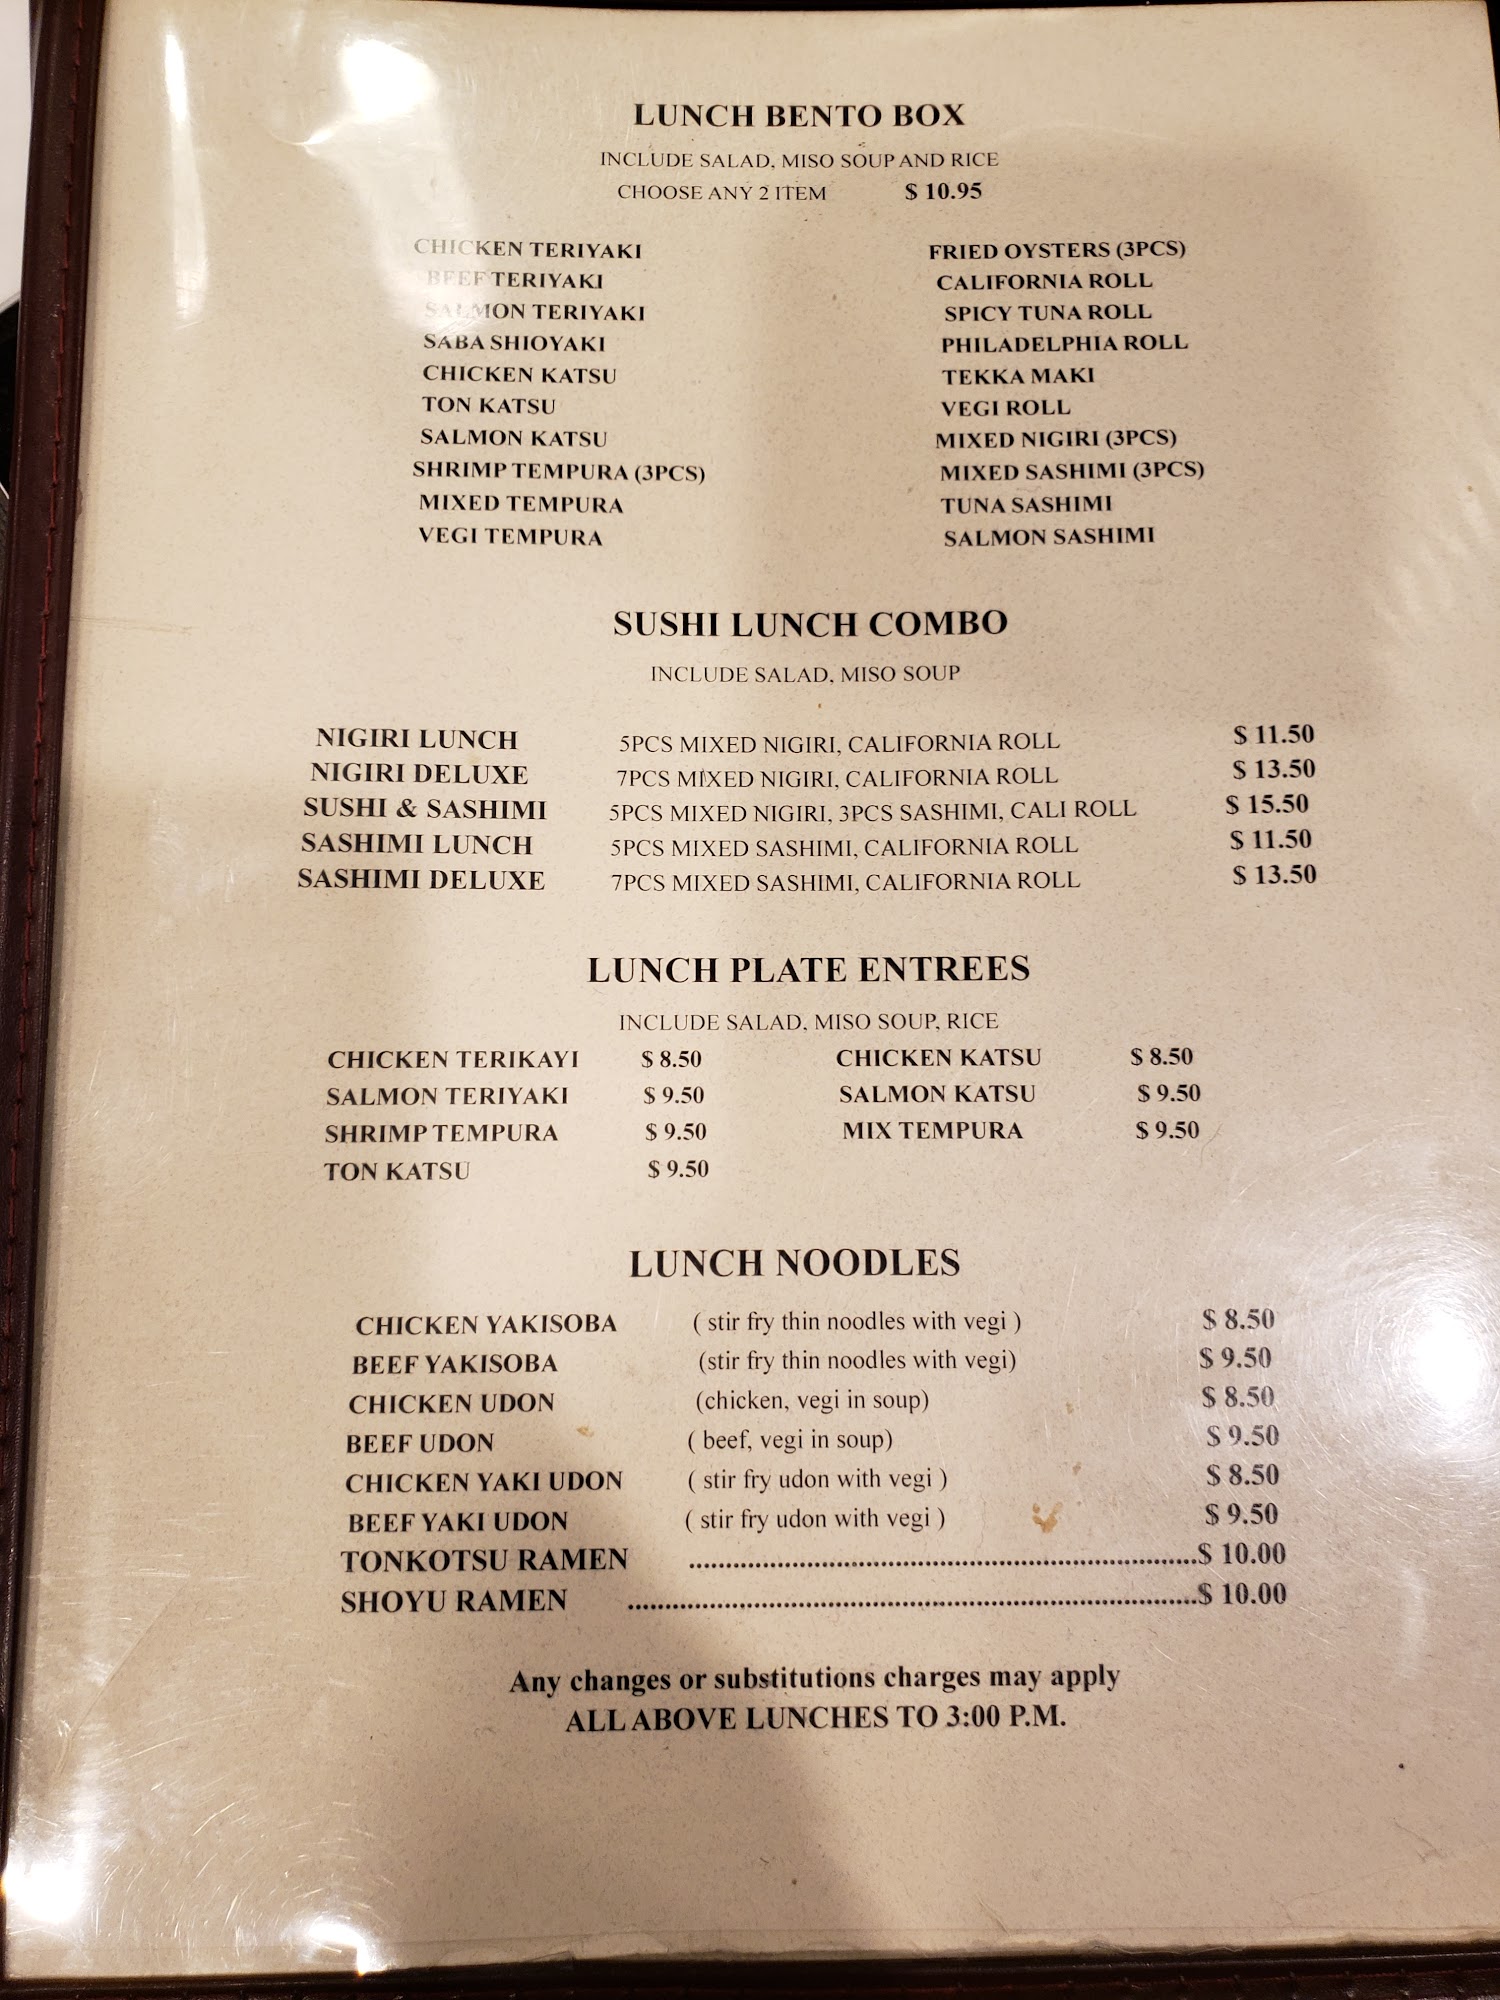 LUNCH BENTO BOX
INCLUDE SALAD, MISO SOUP AND RICE
CHOOSE ANY 2 ITEM $ 10.95
CHICKEN TERIYAKI
BEEF TERIYAKI
SALMON TERIYAKI
SABA SHIOYAKI
CHICKEN KATSU
TON KATSU
SALMON KATSU
SHRIMP TEMPURA (3PCS)
MIXED TEMPURA
VEGI TEMPURA
FRIED OYSTERS (3PCS)
CALIFORNIA ROLL
SPICY TUNA ROLL
PHILADELPHIA ROLL
TEKKA MAKI
VEGI ROLL
MIXED NIGIRI (3PCS)
MIXED SASHIMI (3PCS)
TUNA SASHIMI
SALMON SASHIMI
SUSHI LUNCH COMBO
INCLUDE SALAD, MISO SOUP
NIGIRI LUNCH 5PCS MIXED NIGIRI, CALIFORNIA ROLL $ 11.50
NIGIRI DELUXE 7PCS MIXED NIGIRI, CALIFORNIA ROLL $ 13.50
SUSHI & SASHIMI 5PCS MIXED NIGIRI, 3PCS SASHIMI, CALI ROLL $ 15.50
SASHIMI LUNCH 5PCS MIXED SASHIMI, CALIFORNIA ROLL $ 11.50
SASHIMI DELUXE 7PCS MIXED SASHIMI, CALIFORNIA ROLL $ 13.50
LUNCH PLATE ENTREES
INCLUDE SALAD, MISO SOUP, RICE
CHICKEN TERIKAYI $ 8.50 CHICKEN KATSU $ 8.50
SALMON TERIYAKI $ 9.50 SALMON KATSU $ 9.50
SHRIMP TEMPURA $ 9.50 MIX TEMPURA $ 9.50
TON KATSU $ 9.50
LUNCH NOODLES
CHICKEN YAKISOBA ( stir fry thin noodles with vegi ) $ 8.50
BEEF YAKISOBA (stir fry thin noodles with vegi) $ 9.50
CHICKEN UDON (chicken, vegi in soup) $ 8.50
BEEF UDON ( beef, vegi in soup) $ 9.50
CHICKEN YAKI UDON ( stir fry udon with vegi ) $ 8.50
BEEF YAKI UDON ( stir fry udon with vegi ) $ 9.50
TONKOTSU RAMEN ....................................................................$ 10.00
SHOYU RAMEN ............................................................................$ 10.00
Any changes or substitutions charges may apply
ALL ABOVE LUNCHES TO 3:00 P.M.